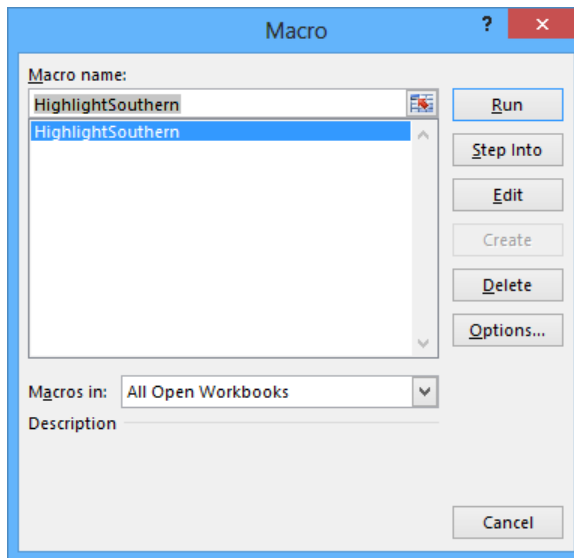 Macro
?
Macro name:
HighlightSouthern
HighlightSouthern
Run
Step Into
Edit
Create
Delete
Options...
Macros in: All Open Workbooks
Description
Cancel